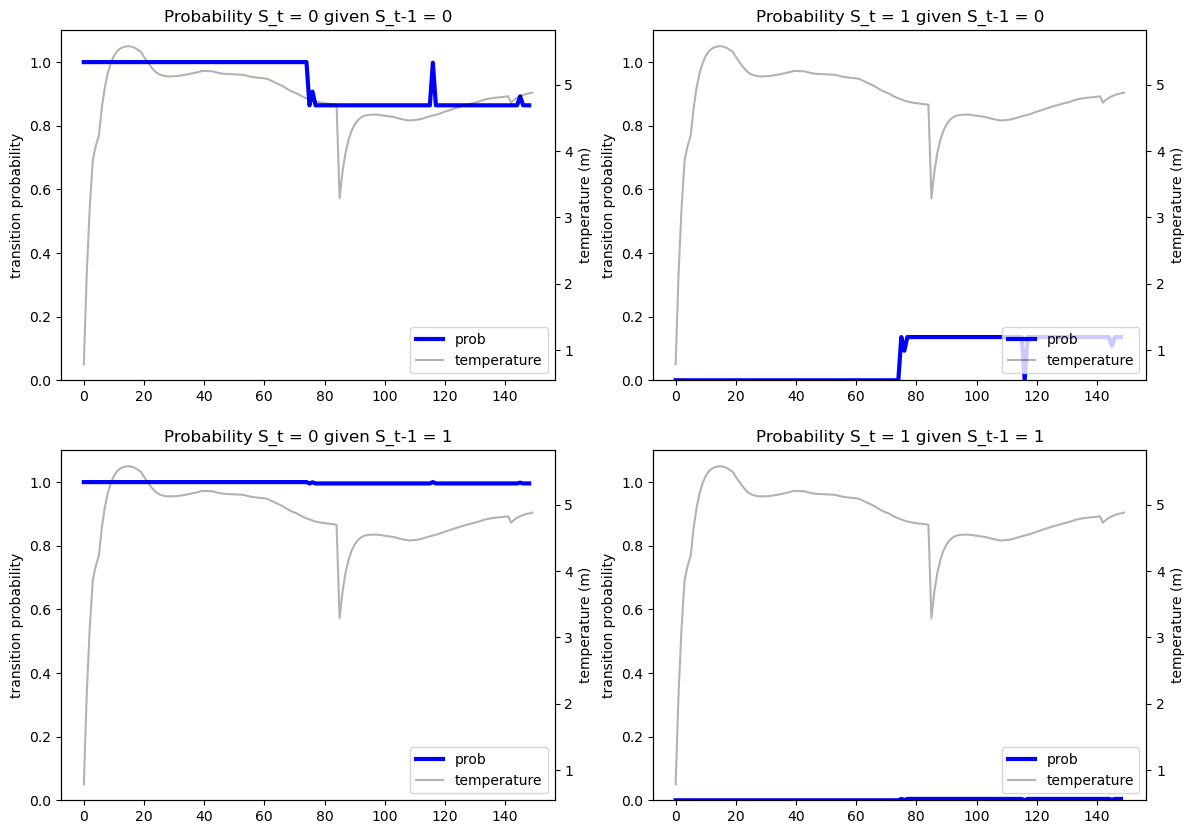 Probability S_t = 0 given S_t-1 = 0
transition probability
1.0
0.8
0.6
0.4
0.2
0.0
0 20 40 60 80 100 120 140
5
4
3
2
1
temperature (m)
prob
temperature
Probability S_t = 1 given S_t-1 = 0
transition probability
1.0
0.8
0.6
0.4
0.2
0.0
0 20 40 60 80 100 120 140
5
4
3
2
1
temperature (m)
prob
temperature
Probability S_t = 0 given S_t-1 = 1
transition probability
1.0
0.8
0.6
0.4
0.2
0.0
0 20 40 60 80 100 120 140
5
4
3
2
1
temperature (m)
prob
temperature
Probability S_t = 1 given S_t-1 = 1
transition probability
1.0
0.8
0.6
0.4
0.2
0.0
0 20 40 60 80 100 120 140
5
4
3
2
1
temperature (m)
prob
temperature